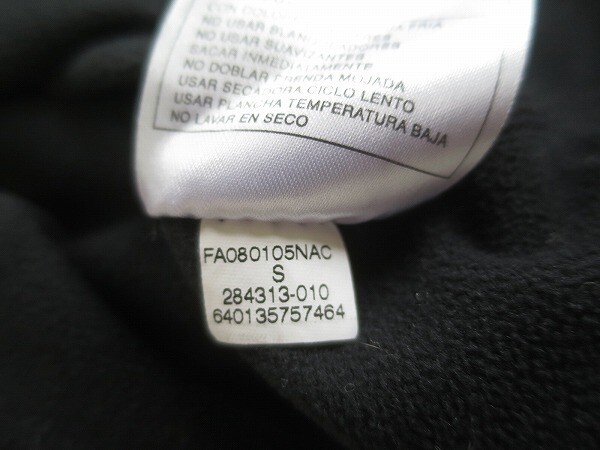 NO USAR SUAVIZANTES
SACAR INMEDIATAMENTE
NO DOBLAR PRENDA MOJADA
USAR SECADORA CICLO LENTO
USAR PLANCHA TEMPERATURA BAJA
NO LAVAR EN SECO
FA080105NAC
S
284313-010
640135757464